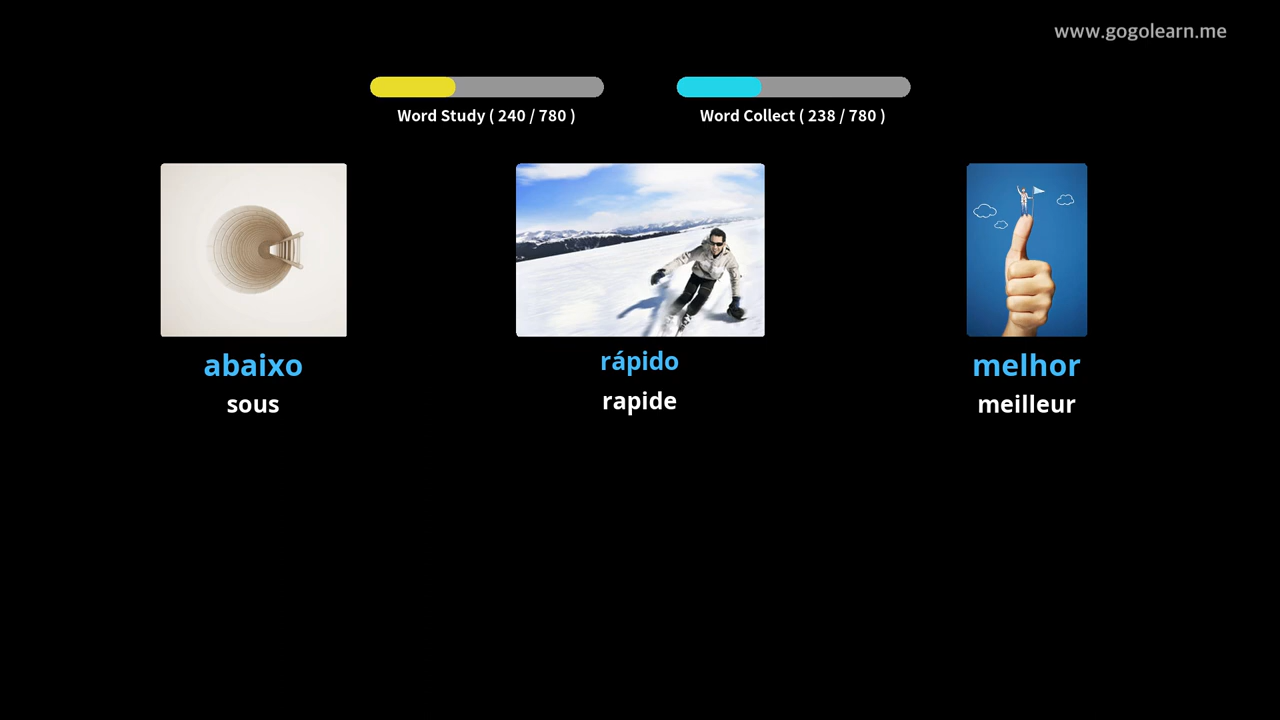 www.gogolearn.me
Word Study ( 240 / 780 )
Word Collect ( 238 / 780 )
abaixo
sous
rápido
rapide
melhor
meilleur